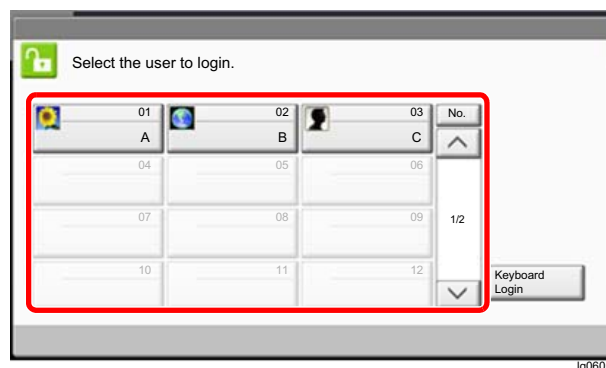 Select the user to login.
01 02 03 No.
A B C
04 05 06
07 08 09 1/2
10 11 12
Keyboard
Login